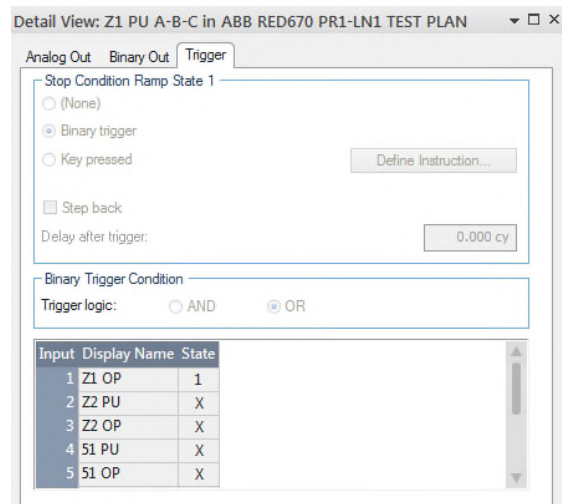 Detail View: Z1 PU A-B-C in ABB RED670 PR1-LN1 TEST PLAN
Analog Out Binary Out Trigger
Stop Condition Ramp State 1
(None)
Binary trigger
Key pressed Define Instruction...
Step back
Delay after trigger: 0.000 cy
Binary Trigger Condition
Trigger logic: AND OR
Input Display Name State
1 Z1 OP 1
2 Z2 PU X
3 Z2 OP X
4 51 PU X
5 51 OP X